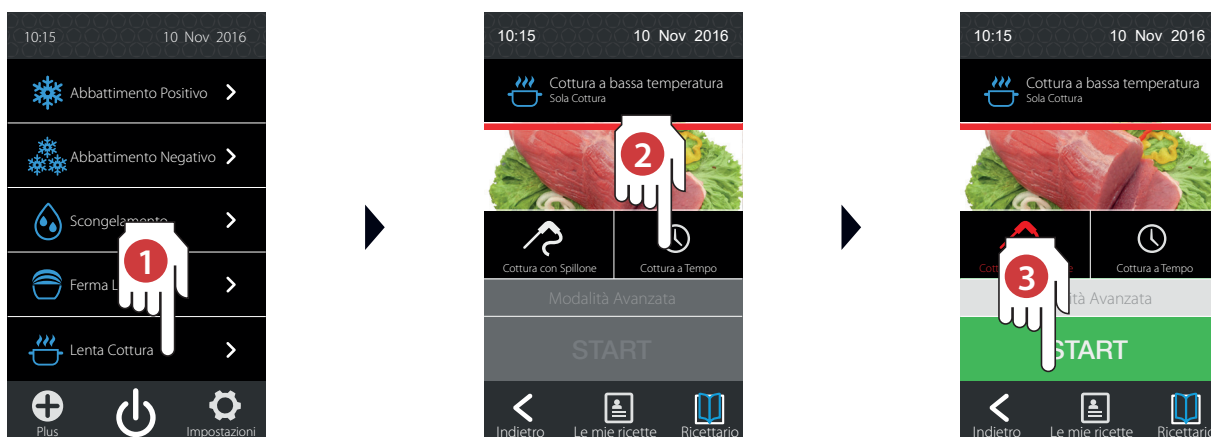 10:15 10 Nov 2016
Abbattimento Positivo
Abbattimento Negativo
Scongelamento
1
Ferma L
Lenta Cottura
Plus Impostazioni
10:15 10 Nov 2016
Cottura a bassa temperatura
Sola Cottura
2
Cottura con Spillone Cottura a Tempo
Modalità Avanzata
START
Indietro Le mie ricette Ricettario
10:15 10 Nov 2016
Cottura a bassa temperatura
Sola Cottura
Cottura a Tempo
3
Avanzata
START
Indietro Le mie ricette Ricettario